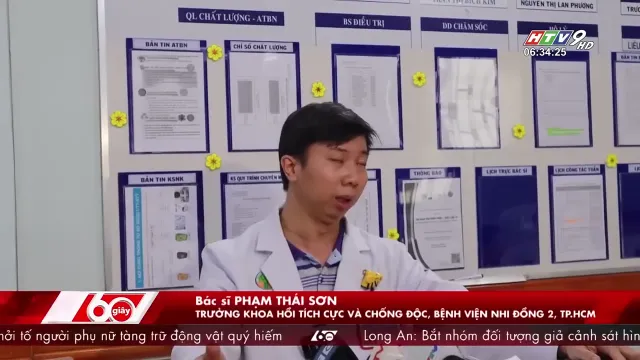 NGUYỄN THỊ LAN PHƯƠNG
QL CHẤT LƯỢNG - ATBN
BS ĐIỀU TRỊ
DD CHĂM SÓC
HTV9 HD
06:34:25
BẢN TIN ATBN
CHỈ SỐ CHẤT LƯỢNG
BẢN TIN KSNK
THÔNG BÁO
LỊCH TRỰC BÁC SĨ
LỊCH CÔNG TÁC TUẦN
60 giây
Bác sĩ PHẠM THÁI SƠN
TRƯỞNG KHOA HỒI TÍCH CỰC VÀ CHỐNG ĐỘC, BỆNH VIỆN NHI ĐỒNG 2, TP.HCM
tố người phụ nữ tàng trữ động vật quý hiếm
60
Long An: Bắt nhóm đối tượng giả cảnh sát